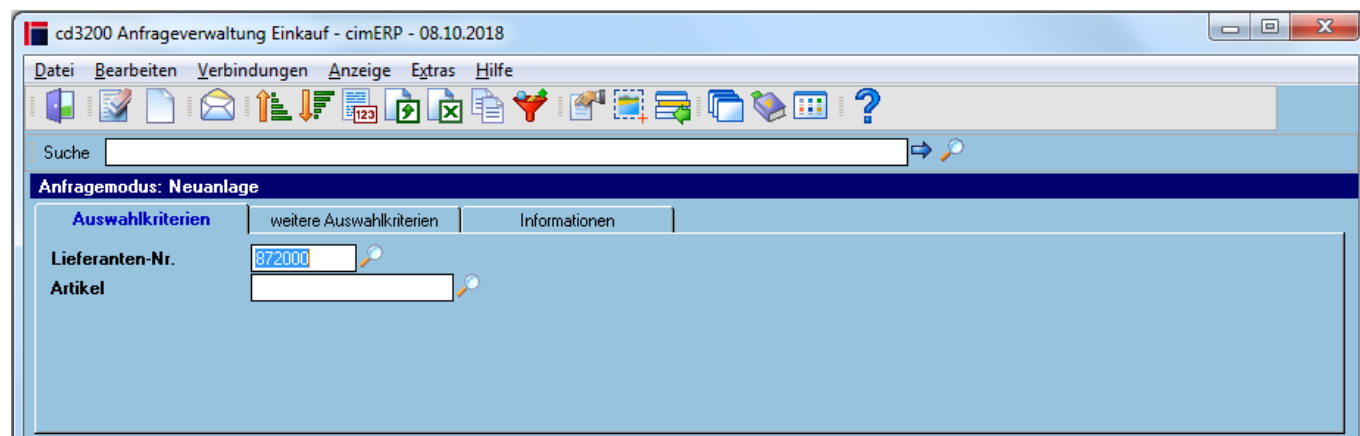 cd3200 Anfrageverwaltung Einkauf - cimERP - 08.10.2018
Datei Bearbeiten Verbindungen Anzeige Extras Hilfe
123
Suche
Anfragemodus: Neuanlage
Auswahlkriterien weitere Auswahlkriterien Informationen
Lieferanten-Nr. 872000
Artikel